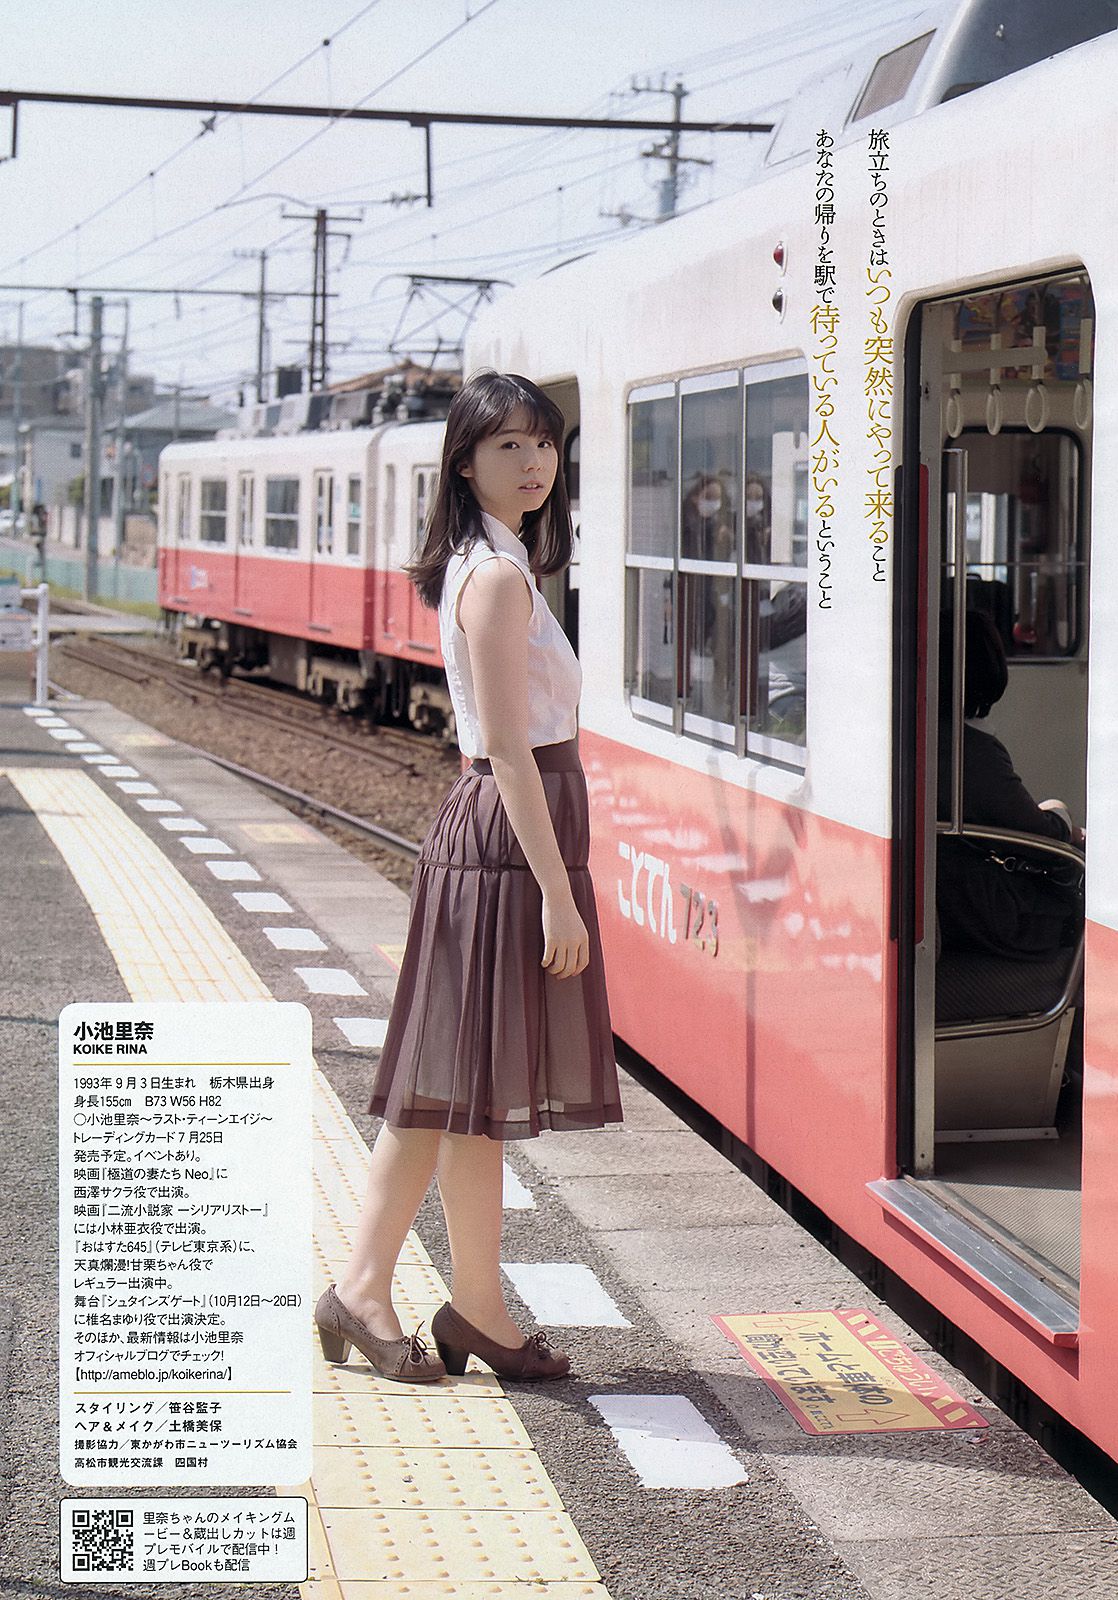 旅立ちのときはいつも突然にやって来ること
あなたの帰りを駅で待っている人がいるということ
ことでん 723
小池里奈
KOIKE RINA
1993年9月3日生まれ　栃木県出身
身長155㎝　B73 W56 H82
○小池里奈～ラスト・ティーンエイジ～
トレーディングカード7月25日
発売予定。イベントあり。
映画『極道の妻たち Neo』に
西澤サクラ役で出演。
映画『二流小説家 ーシリアリストー』
には小林亜衣役で出演。
『おはスタ645』(テレビ東京系)に、
天真爛漫!甘栗ちゃん役で
レギュラー出演中。
舞台『シュタインズゲート』(10月12日～20日)
に椎名まゆり役で出演決定。
そのほか、最新情報は小池里奈
オフィシャルブログでチェック!
【http://ameblo.jp/koikerina/】
スタイリング／笹谷監子
ヘア＆メイク／土橋美保
撮影協力／東かがわ市ニューツーリズム協会
高松市観光交流課　四国村
ホームと車体の
間が空いています
里奈ちゃんのメイキングム
ービー＆蔵出しカットは週
プレモバイルで配信中！
週プレBookも配信